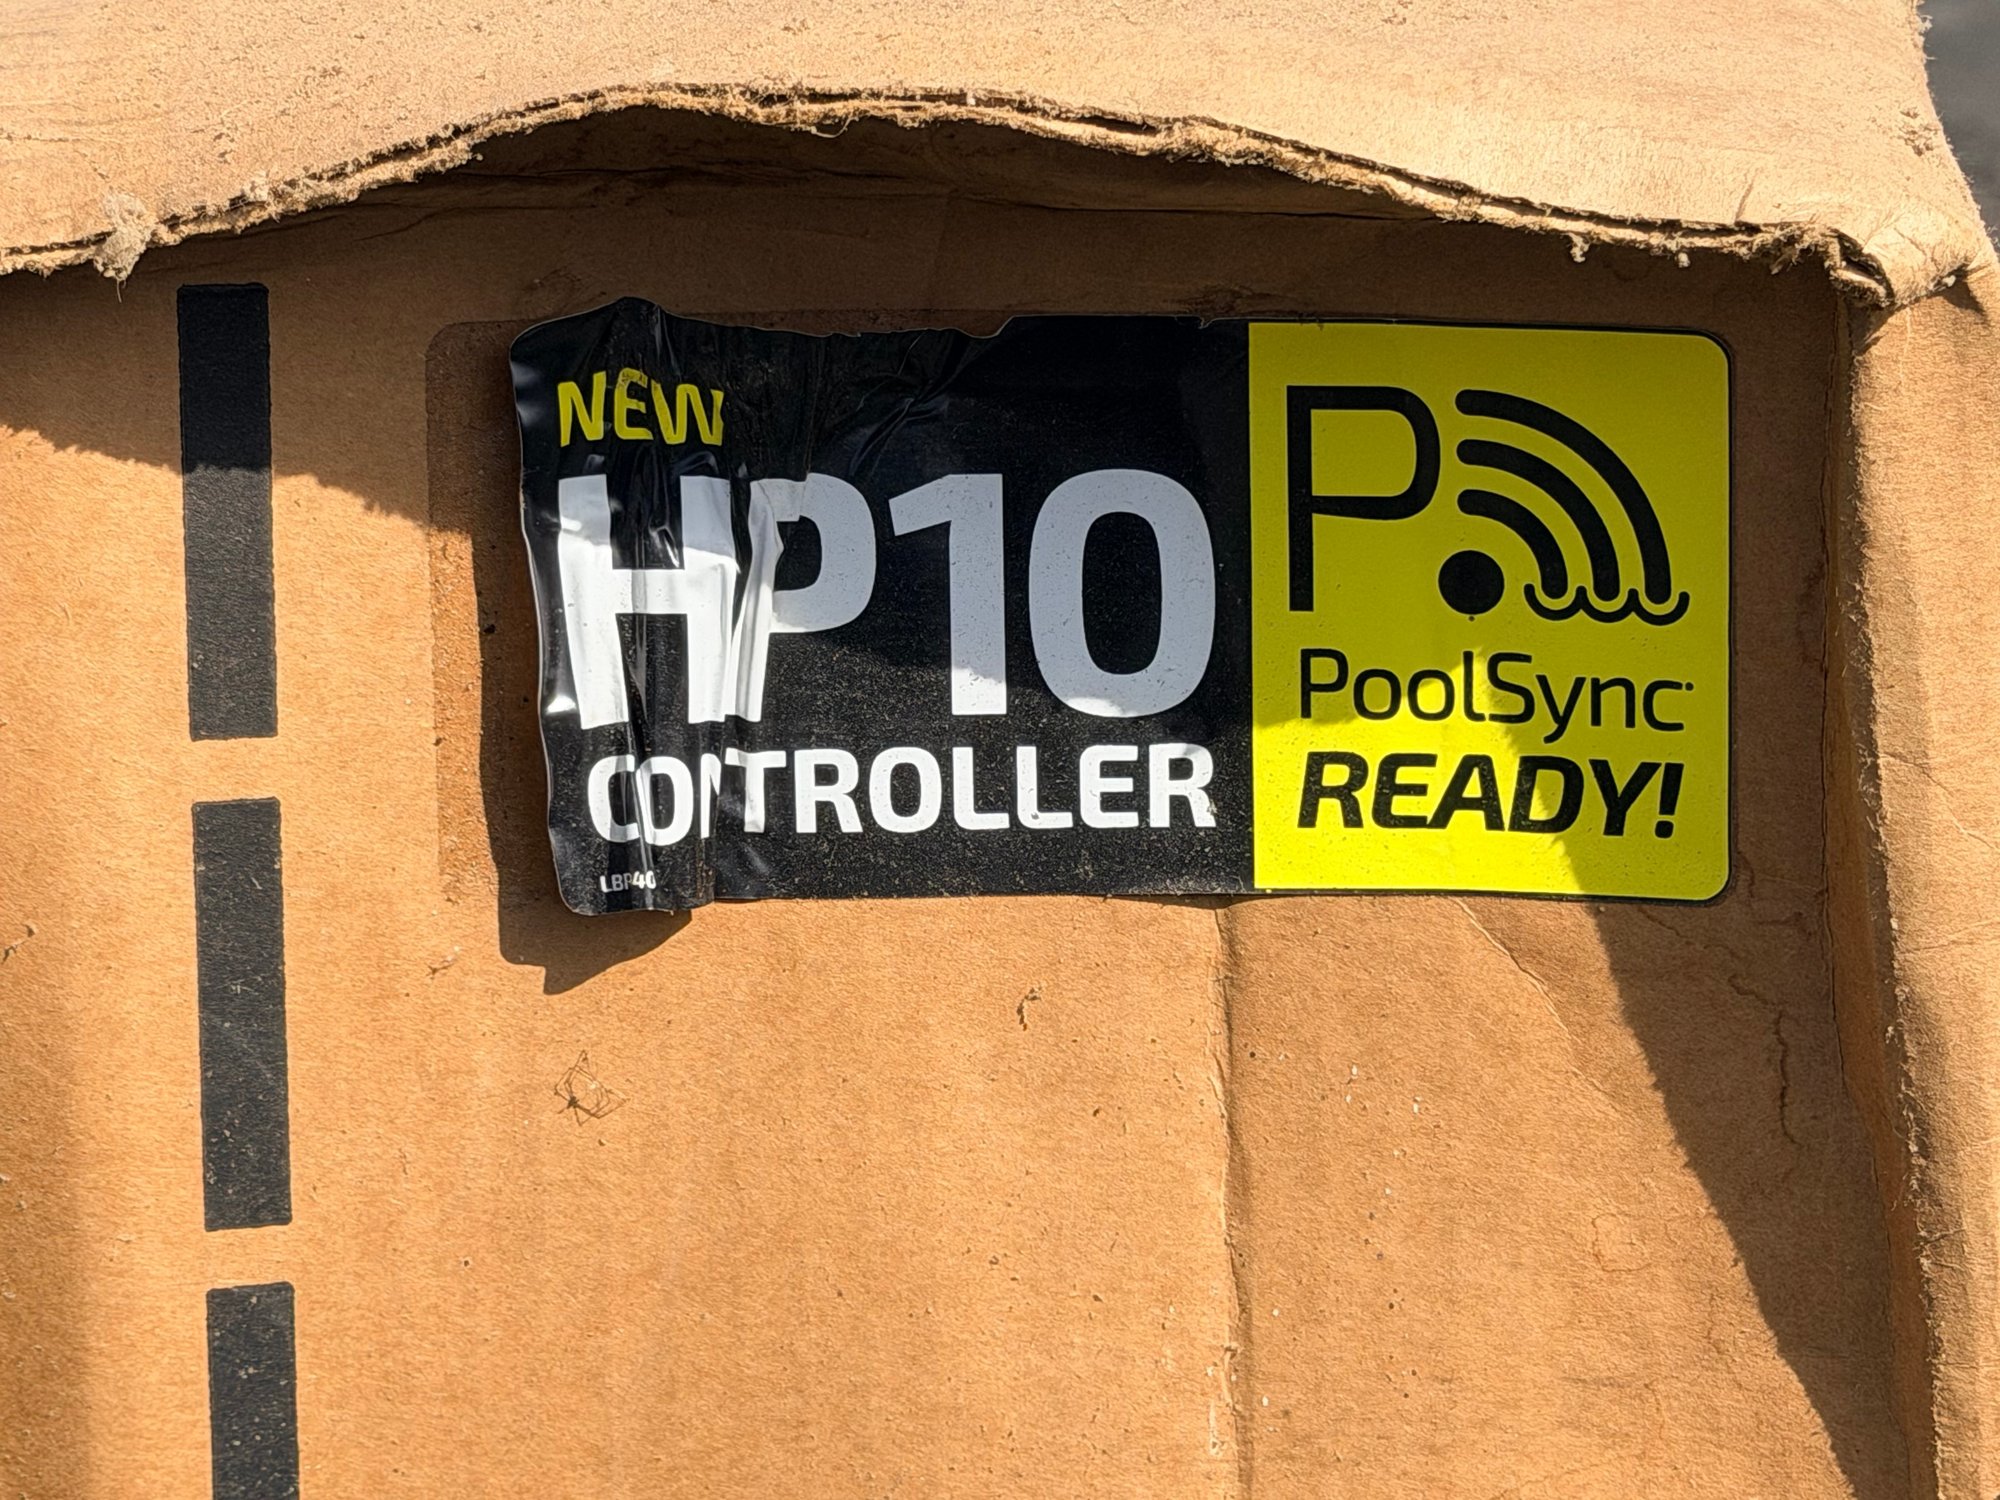 NEW
HP10
CONTROLLER
LBP40
P
PoolSync
READY!